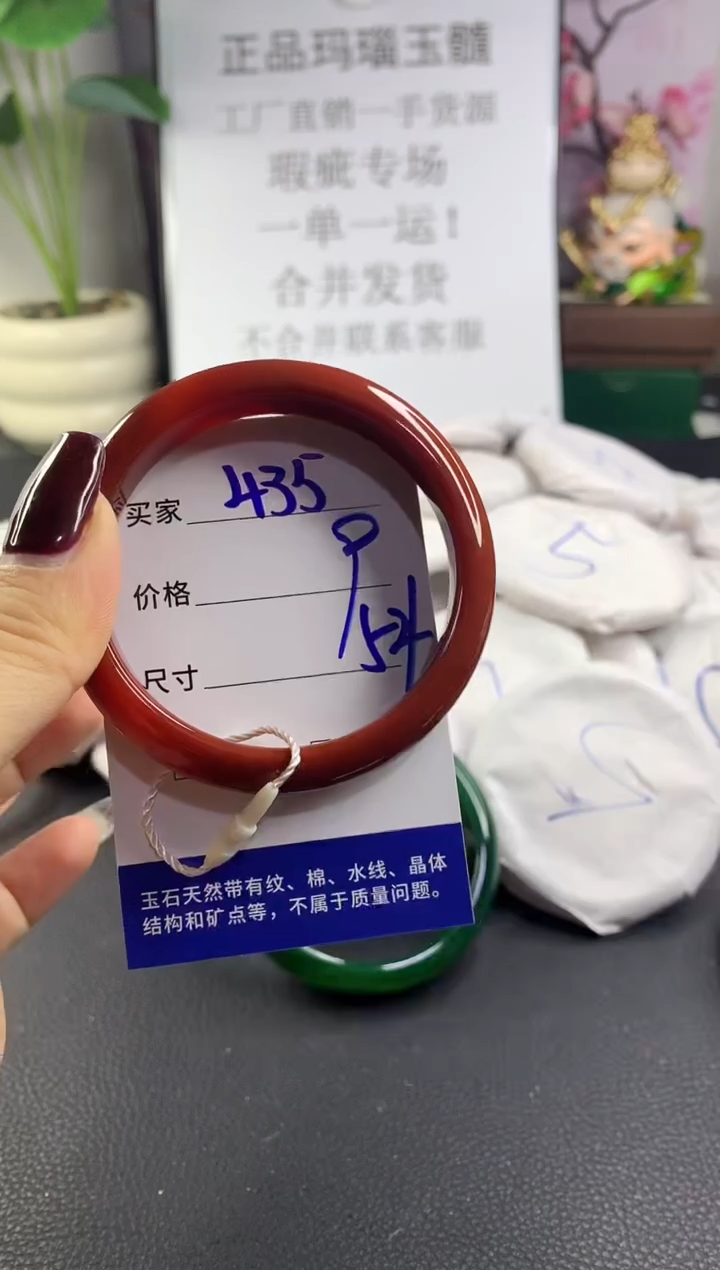 正品玛瑙玉髓
工厂直销一手货源
瑕疵专场
一单一运！
合并发货
不合并联系客服
买家 435
价格
尺寸 54
玉石天然带有纹、棉、水线、晶体
结构和矿点等，不属于质量问题。
5